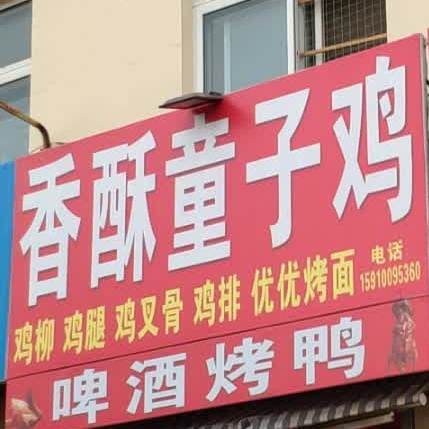 香酥童子鸡
鸡柳 鸡腿 鸡叉骨 鸡排 优优烤面
电话
15910095360
啤酒烤鸭